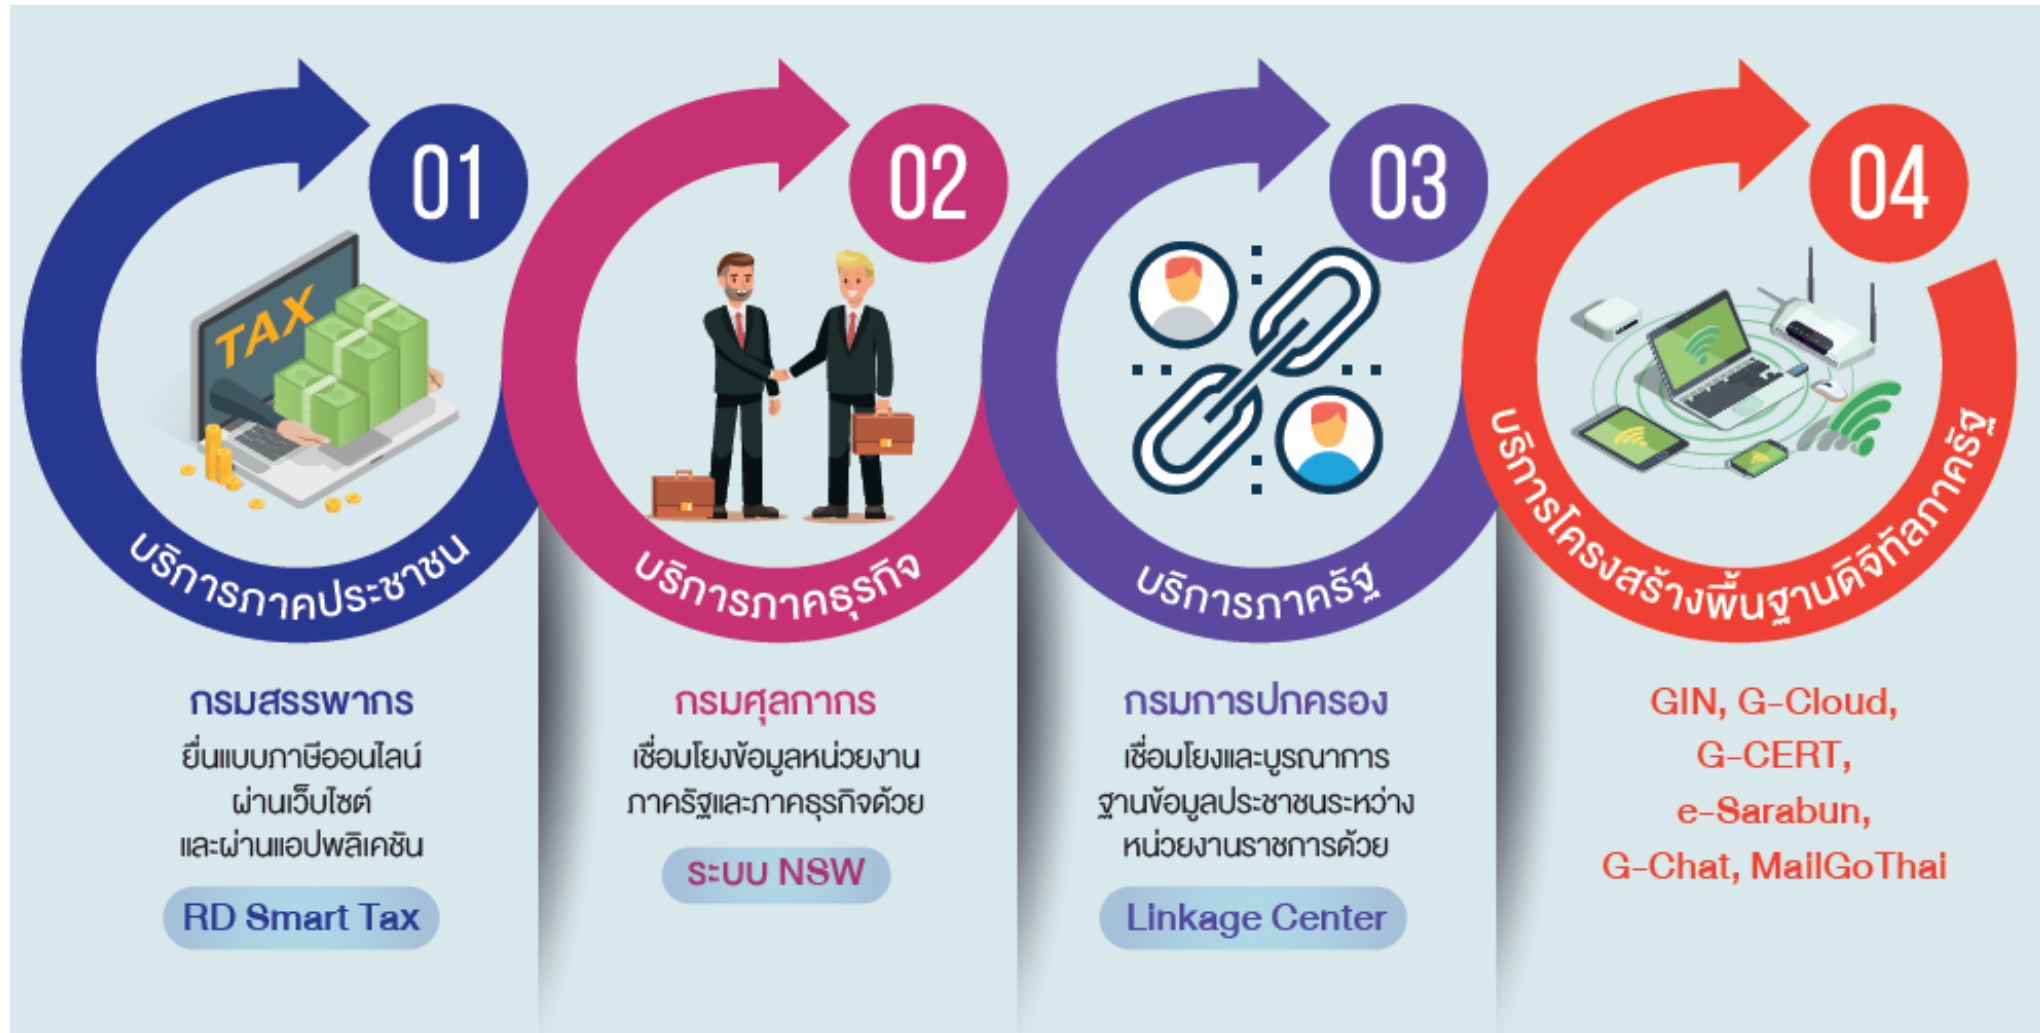 01
TAX
บริการภาคประชาชน
กรมสรรพากร
ยื่นแบบภาษีออนไลน์
ผ่านเว็บไซต์
และผ่านแอปพลิเคชัน
RD Smart Tax
02
บริการภาคธุรกิจ
กรมศุลกากร
เชื่อมโยงข้อมูลหน่วยงาน
ภาครัฐและภาคธุรกิจด้วย
ระบบ NSW
03
บริการภาครัฐ
กรมการปกครอง
เชื่อมโยงและบูรณาการ
ฐานข้อมูลประชาชนระหว่าง
หน่วยงานราชการด้วย
Linkage Center
04
บริการโครงสร้างพื้นฐานดิจิทัลภาครัฐ
GIN, G-Cloud,
G-CERT,
e-Sarabun,
G-Chat, MailGoThai